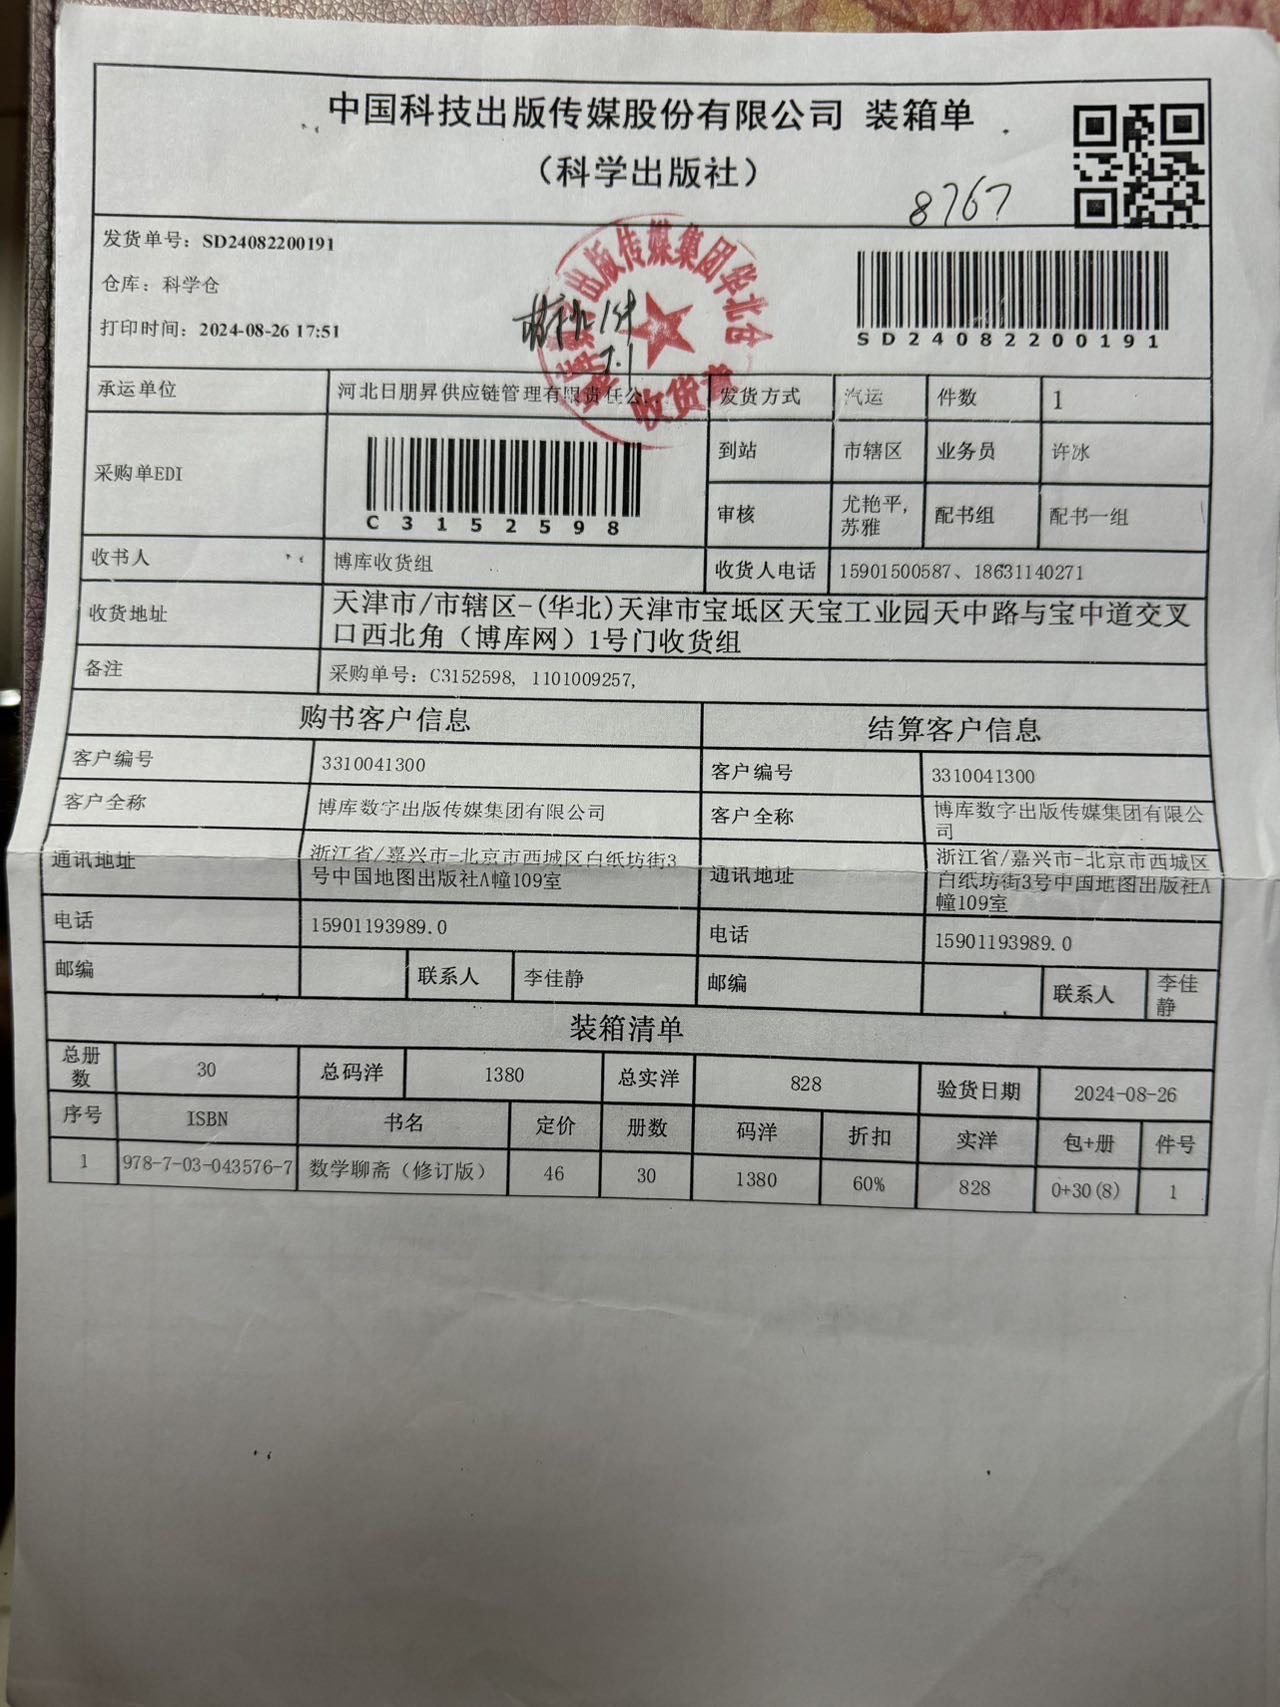 中国科技出版传媒股份有限公司 装箱单
（科学出版社）
8767
发货单号：SD24082200191
仓库：科学仓
打印时间：2024-08-26 17:51
SD24082200191
出版传媒集团华北仓
收货章
承运单位 河北日朋昇供应链管理有限责任公 发货方式 汽运 件数 1
采购单EDI C3152598 到站 市辖区 业务员 许冰
审核 尤艳平, 苏雅 配书组 配书一组
收书人 博库收货组 收货人电话 15901500587、18631140271
收货地址 天津市/市辖区-(华北)天津市宝坻区天宝工业园天中路与宝中道交叉
口西北角（博库网）1号门收货组
备注 采购单号：C3152598, 1101009257,
购书客户信息 结算客户信息
客户编号 3310041300 客户编号 3310041300
客户全称 博库数字出版传媒集团有限公司 客户全称 博库数字出版传媒集团有限公司
通讯地址 浙江省/嘉兴市-北京市西城区白纸坊街3号中国地图出版社A幢109室 通讯地址 浙江省/嘉兴市-北京市西城区白纸坊街3号中国地图出版社A幢109室
电话 15901193989.0 电话 15901193989.0
邮编 联系人 李佳静 邮编 联系人 李佳静
装箱清单
总册数 30 总码洋 1380 总实洋 828 验货日期 2024-08-26
序号 ISBN 书名 定价 册数 码洋 折扣 实洋 包+册 件号
1 978-7-03-043576-7 数学聊斋（修订版） 46 30 1380 60% 828 0+30(8) 1